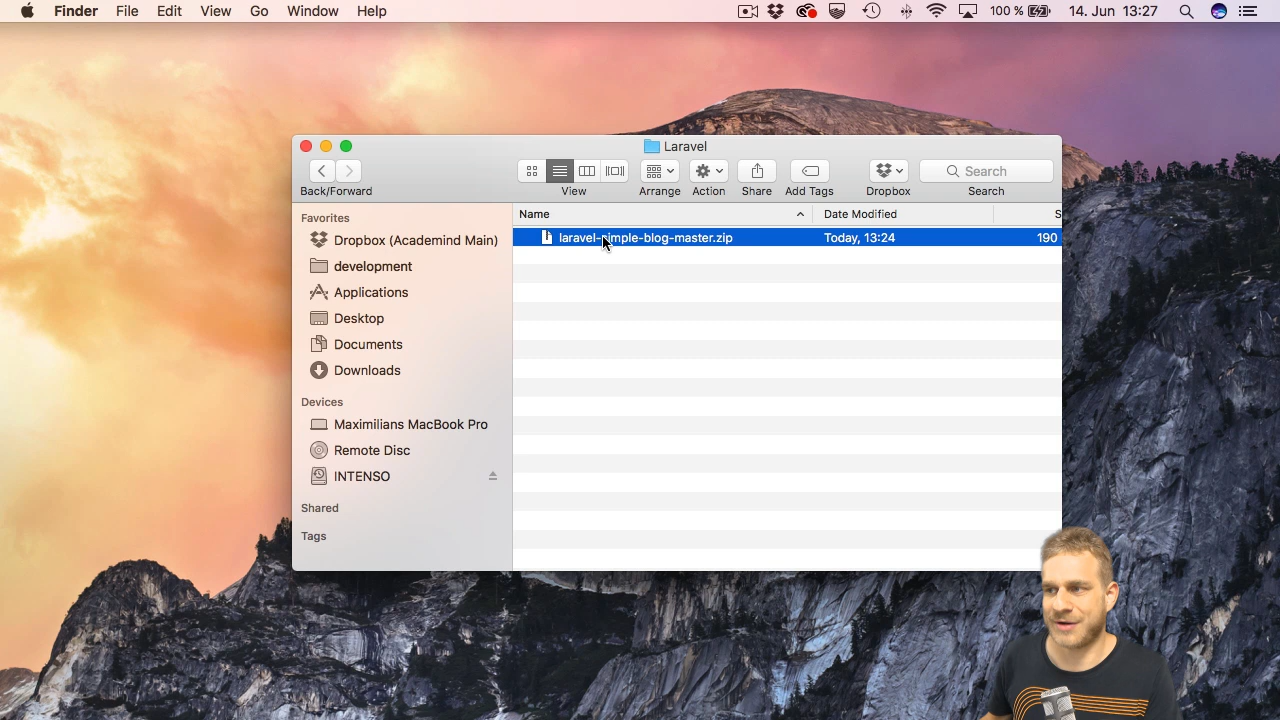 Finder File Edit View Go Window Help 100 % 14. Jun 13:27
Laravel
Search
Back/Forward View Arrange Action Share Add Tags Dropbox Search
Favorites
Dropbox (Academind Main)
development
Applications
Desktop
Documents
Downloads
Devices
Maximilians MacBook Pro
Remote Disc
INTENSO
Shared
Tags
Name Date Modified S
laravel-simple-blog-master.zip Today, 13:24 190